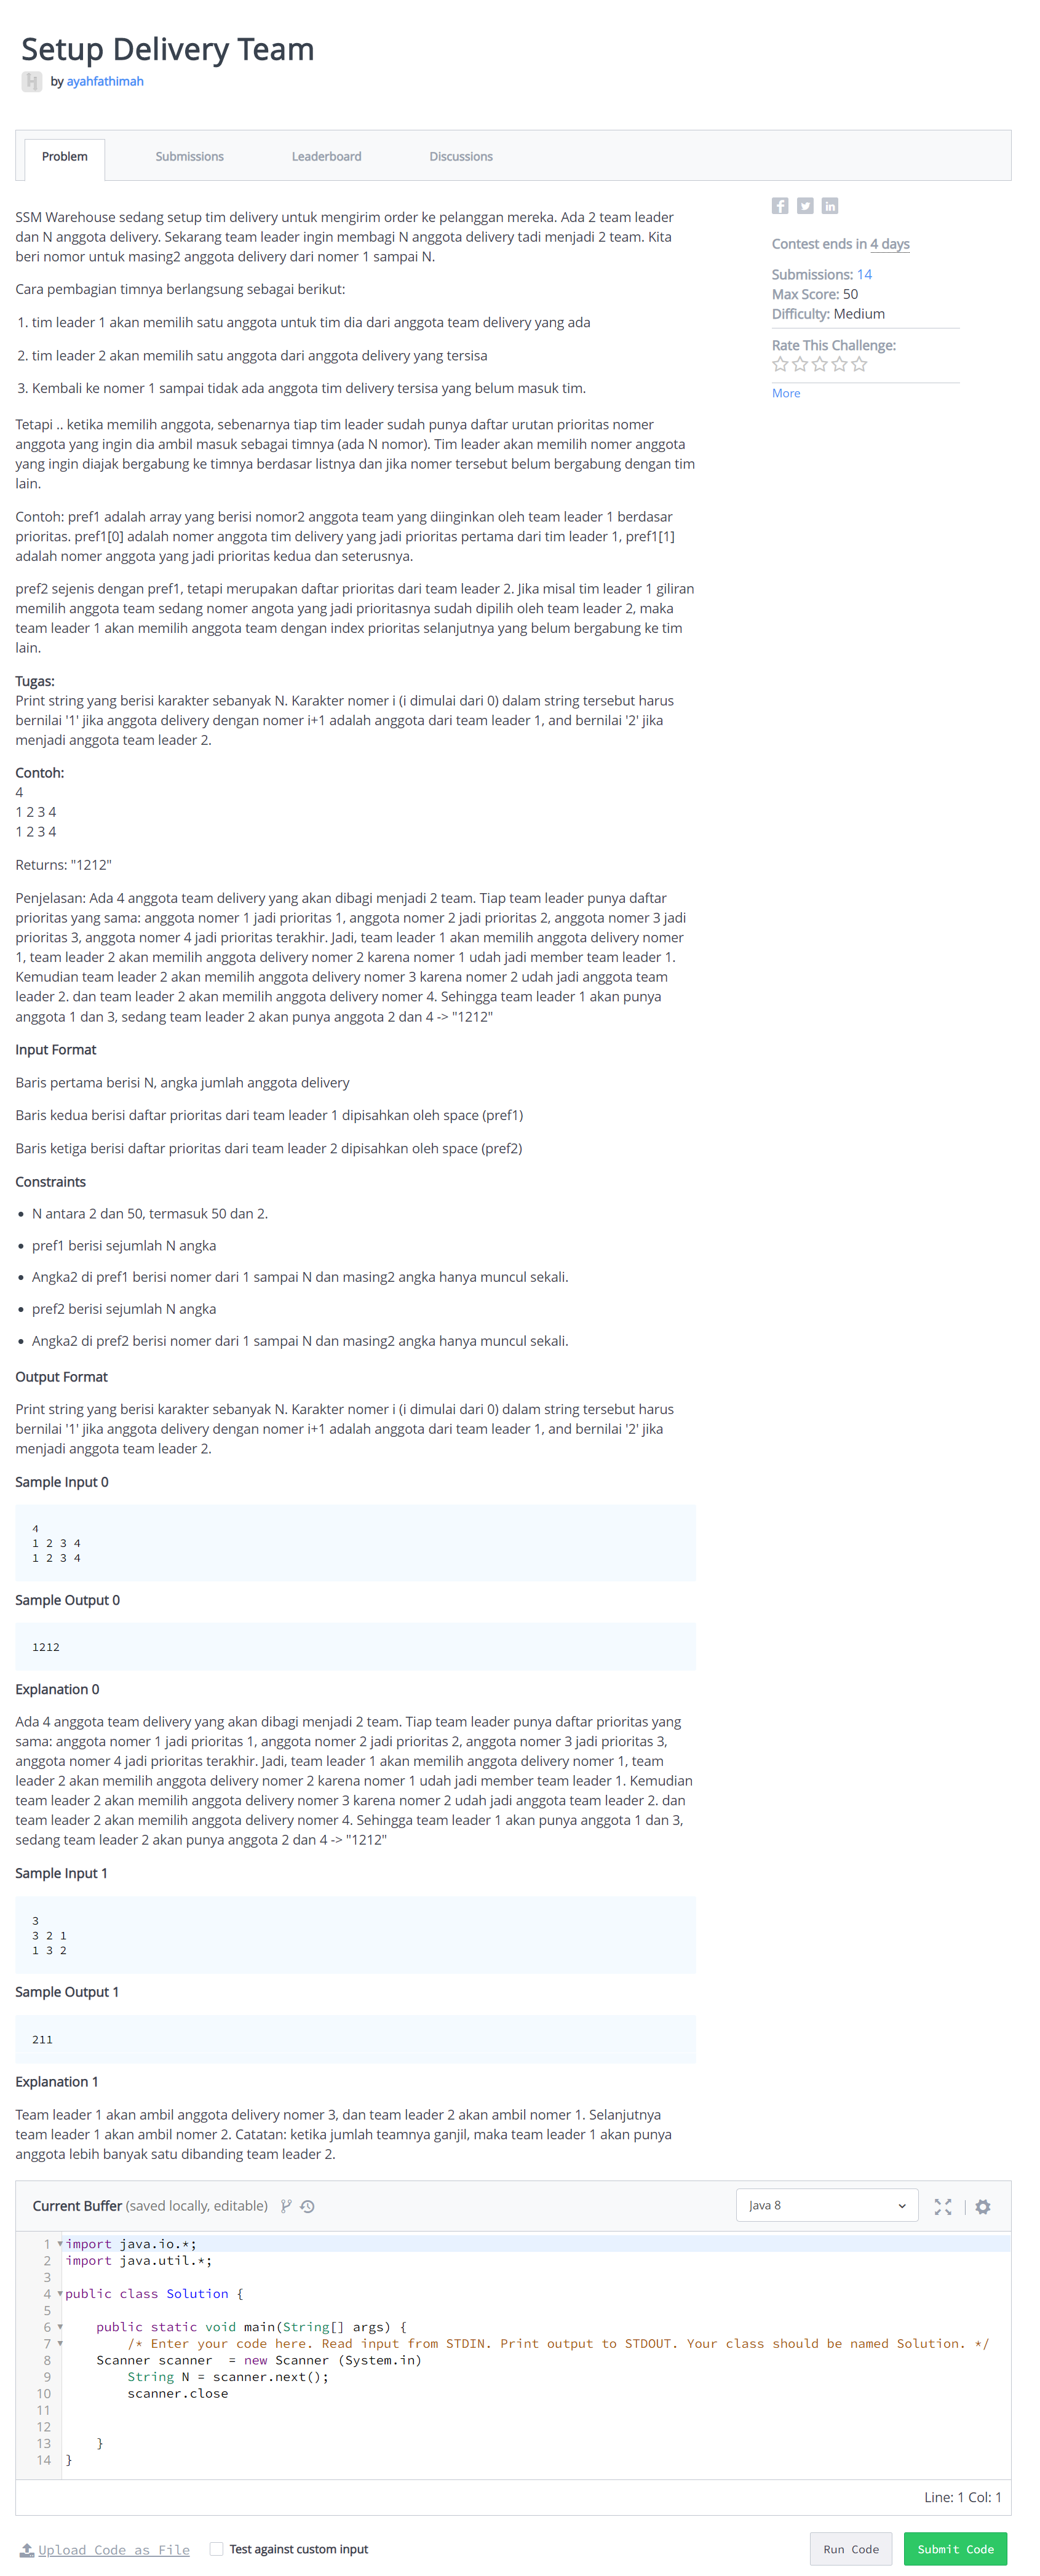 Setup Delivery Team
by ayahfathimah
Problem
Submissions
Leaderboard
Discussions
SSM Warehouse sedang setup tim delivery untuk mengirim order ke pelanggan mereka. Ada 2 team leader
dan N anggota delivery. Sekarang team leader ingin membagi N anggota delivery tadi menjadi 2 team. Kita
beri nomor untuk masing2 anggota delivery dari nomer 1 sampai N.
Cara pembagian timnya berlangsung sebagai berikut:
1. tim leader 1 akan memilih satu anggota untuk tim dia dari anggota team delivery yang ada
2. tim leader 2 akan memilih satu anggota dari anggota delivery yang tersisa
3. Kembali ke nomer 1 sampai tidak ada anggota tim delivery tersisa yang belum masuk tim.
Tetapi .. ketika memilih anggota, sebenarnya tiap tim leader sudah punya daftar urutan prioritas nomer
anggota yang ingin dia ambil masuk sebagai timnya (ada N nomor). Tim leader akan memilih nomer anggota
yang ingin diajak bergabung ke timnya berdasar listnya dan jika nomer tersebut belum bergabung dengan tim
lain.
Contoh: pref1 adalah array yang berisi nomor2 anggota team yang diinginkan oleh team leader 1 berdasar
prioritas. pref1[0] adalah nomer anggota tim delivery yang jadi prioritas pertama dari tim leader 1, pref1[1]
adalah nomer anggota yang jadi prioritas kedua dan seterusnya.
pref2 sejenis dengan pref1, tetapi merupakan daftar prioritas dari team leader 2. Jika misal tim leader 1 giliran
memilih anggota team sedang nomer angota yang jadi prioritasnya sudah dipilih oleh team leader 2, maka
team leader 1 akan memilih anggota team dengan index prioritas selanjutnya yang belum bergabung ke tim
lain.
Tugas:
Print string yang berisi karakter sebanyak N. Karakter nomer i (i dimulai dari 0) dalam string tersebut harus
bernilai '1' jika anggota delivery dengan nomer i+1 adalah anggota dari team leader 1, and bernilai '2' jika
menjadi anggota team leader 2.
Contoh:
4
1 2 3 4
1 2 3 4
Returns: "1212"
Penjelasan: Ada 4 anggota team delivery yang akan dibagi menjadi 2 team. Tiap team leader punya daftar
prioritas yang sama: anggota nomer 1 jadi prioritas 1, anggota nomer 2 jadi prioritas 2, anggota nomer 3 jadi
prioritas 3, anggota nomer 4 jadi prioritas terakhir. Jadi, team leader 1 akan memilih anggota delivery nomer
1, team leader 2 akan memilih anggota delivery nomer 2 karena nomer 1 udah jadi member team leader 1.
Kemudian team leader 2 akan memilih anggota delivery nomer 3 karena nomer 2 udah jadi anggota team
leader 2. dan team leader 2 akan memilih anggota delivery nomer 4. Sehingga team leader 1 akan punya
anggota 1 dan 3, sedang team leader 2 akan punya anggota 2 dan 4 -> "1212"
Input Format
Baris pertama berisi N, angka jumlah anggota delivery
Baris kedua berisi daftar prioritas dari team leader 1 dipisahkan oleh space (pref1)
Baris ketiga berisi daftar prioritas dari team leader 2 dipisahkan oleh space (pref2)
Constraints
• N antara 2 dan 50, termasuk 50 dan 2.
• pref1 berisi sejumlah N angka
• Angka2 di pref1 berisi nomer dari 1 sampai N dan masing2 angka hanya muncul sekali.
• pref2 berisi sejumlah N angka
• Angka2 di pref2 berisi nomer dari 1 sampai N dan masing2 angka hanya muncul sekali.
Output Format
Print string yang berisi karakter sebanyak N. Karakter nomer i (i dimulai dari 0) dalam string tersebut harus
bernilai '1' jika anggota delivery dengan nomer i+1 adalah anggota dari team leader 1, and bernilai '2' jika
menjadi anggota team leader 2.
Sample Input 0
4
1 2 3 4
1 2 3 4
Sample Output 0
1212
Explanation 0
Ada 4 anggota team delivery yang akan dibagi menjadi 2 team. Tiap team leader punya daftar prioritas yang
sama: anggota nomer 1 jadi prioritas 1, anggota nomer 2 jadi prioritas 2, anggota nomer 3 jadi prioritas 3,
anggota nomer 4 jadi prioritas terakhir. Jadi, team leader 1 akan memilih anggota delivery nomer 1, team
leader 2 akan memilih anggota delivery nomer 2 karena nomer 1 udah jadi member team leader 1. Kemudian
team leader 2 akan memilih anggota delivery nomer 3 karena nomer 2 udah jadi anggota team leader 2. dan
team leader 2 akan memilih anggota delivery nomer 4. Sehingga team leader 1 akan punya anggota 1 dan 3,
sedang team leader 2 akan punya anggota 2 dan 4 -> "1212"
Sample Input 1
3
3 2 1
1 3 2
Sample Output 1
211
Explanation 1
Team leader 1 akan ambil anggota delivery nomer 3, dan team leader 2 akan ambil nomer 1. Selanjutnya
team leader 1 akan ambil nomer 2. Catatan: ketika jumlah teamnya ganjil, maka team leader 1 akan punya
anggota lebih banyak satu dibanding team leader 2.
Contest ends in 4 days
Submissions: 14
Max Score: 50
Difficulty: Medium
Rate This Challenge:
More
Current Buffer (saved locally, editable)
Java 8
1 import java.io.*;
2 import java.util.*;
3
4 public class Solution {
5
6 public static void main(String[] args) {
7 /* Enter your code here. Read input from STDIN. Print output to STDOUT. Your class should be named Solution. */
8 Scanner scanner  = new Scanner (System.in)
9 String N = scanner.next();
10 scanner.close
11
12
13 }
14 }
Line: 1 Col: 1
Upload Code as File
Test against custom input
Run Code
Submit Code